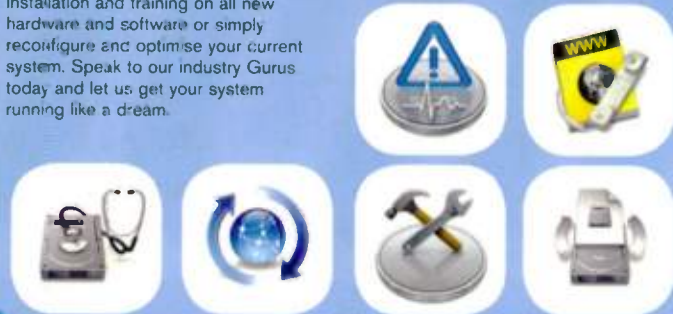 installation and training on all new
hardware and software or simply
reconfigure and optimise your current
system. Speak to our industry Gurus
today and let us get your system
running like a dream.
WWW